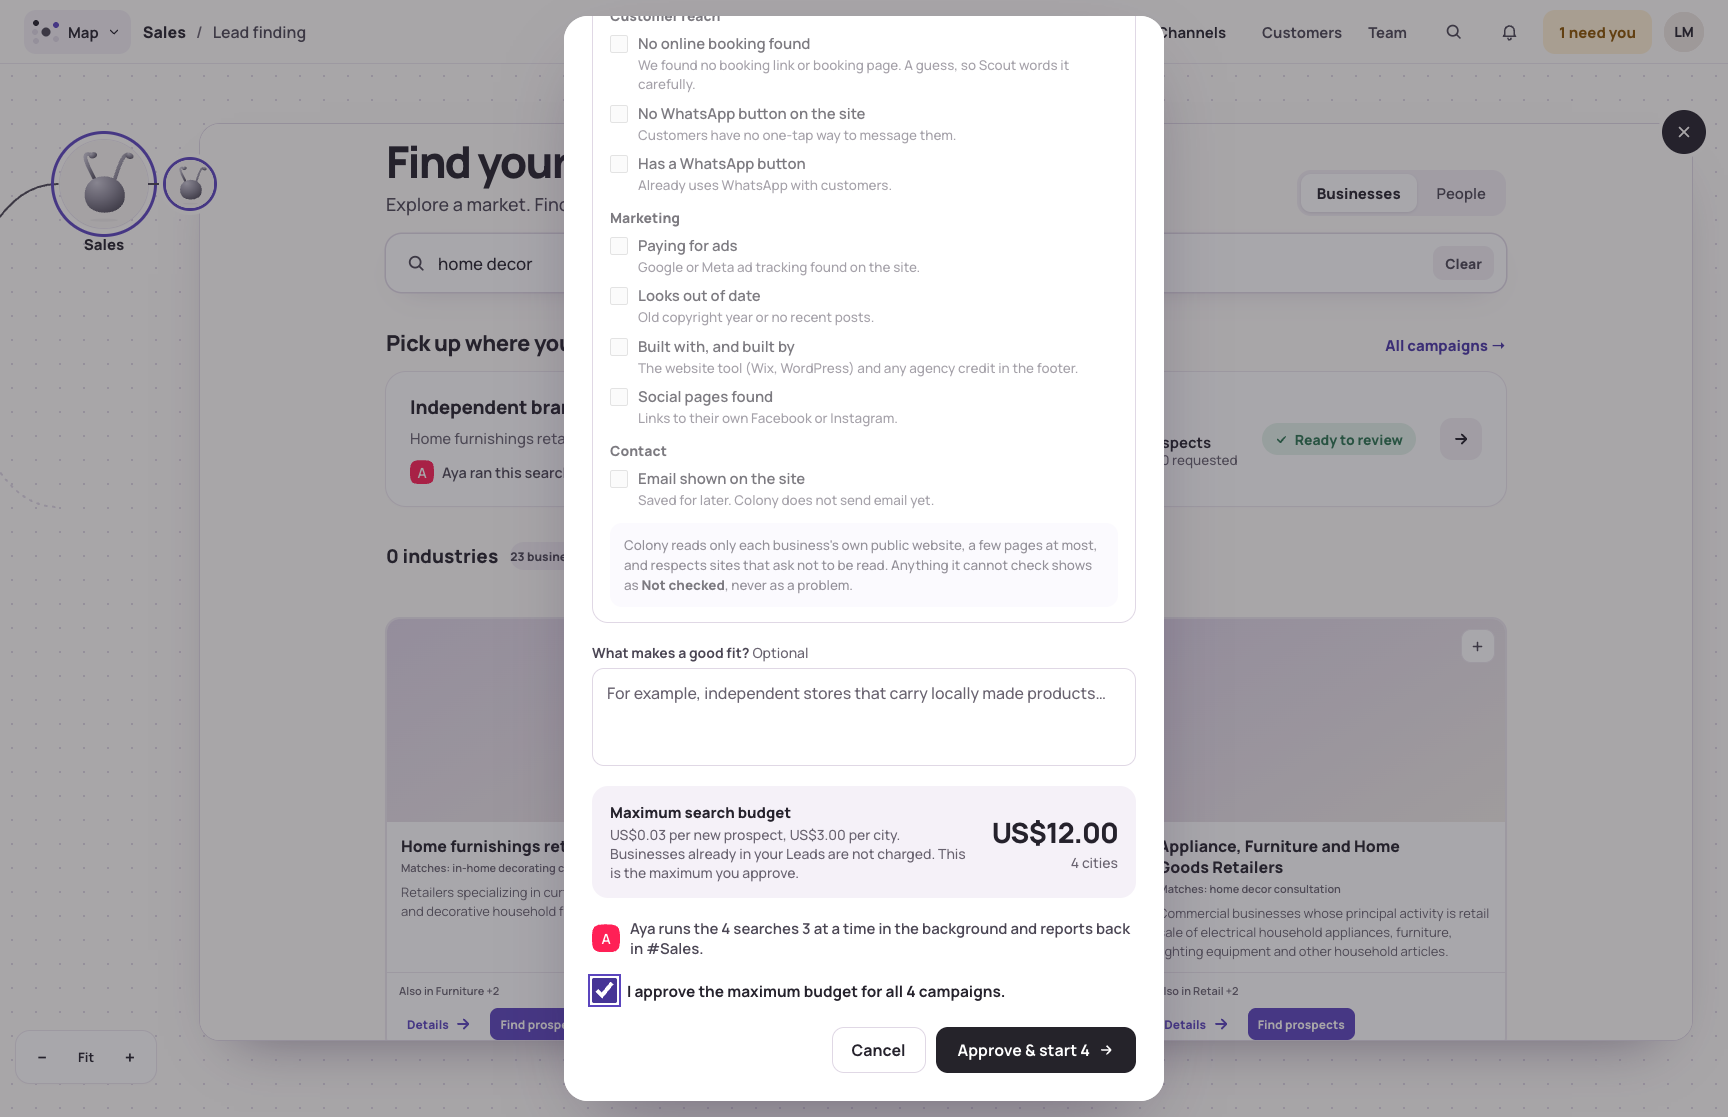 Map
Sales / Lead finding
Channels
Customers
Team
1 need you
LM
Sales
Find your
Explore a market.
Businesses
People
home decor
Clear
Pick up where
All campaigns →
Independent
Home furnishings
A
Aya ran this
Ready to review
requested
0 industries
23
Home furnishings
Matches: in-home decorating
Retailers specializing in
and decorative household
Also in Furniture +2
Details →
Find
Appliance, Furniture and Home
Goods Retailers
Matches: home decor consultation
Commercial businesses whose principal activity is retail
sale of electrical household appliances, furniture,
lighting equipment and other household articles.
Also in Retail +2
Details →
Find prospects
− Fit +
Customer reach
No online booking found
We found no booking link or booking page. A guess, so Scout words it
carefully.
No WhatsApp button on the site
Customers have no one-tap way to message them.
Has a WhatsApp button
Already uses WhatsApp with customers.
Marketing
Paying for ads
Google or Meta ad tracking found on the site.
Looks out of date
Old copyright year or no recent posts.
Built with, and built by
The website tool (Wix, WordPress) and any agency credit in the footer.
Social pages found
Links to their own Facebook or Instagram.
Contact
Email shown on the site
Saved for later. Colony does not send email yet.
Colony reads only each business's own public website, a few pages at most,
and respects sites that ask not to be read. Anything it cannot check shows
as Not checked, never as a problem.
What makes a good fit? Optional
For example, independent stores that carry locally made products…
Maximum search budget
US$0.03 per new prospect, US$3.00 per city.
Businesses already in your Leads are not charged. This
is the maximum you approve.
US$12.00
4 cities
A
Aya runs the 4 searches 3 at a time in the background and reports back
in #Sales.
I approve the maximum budget for all 4 campaigns.
Cancel
Approve & start 4 →